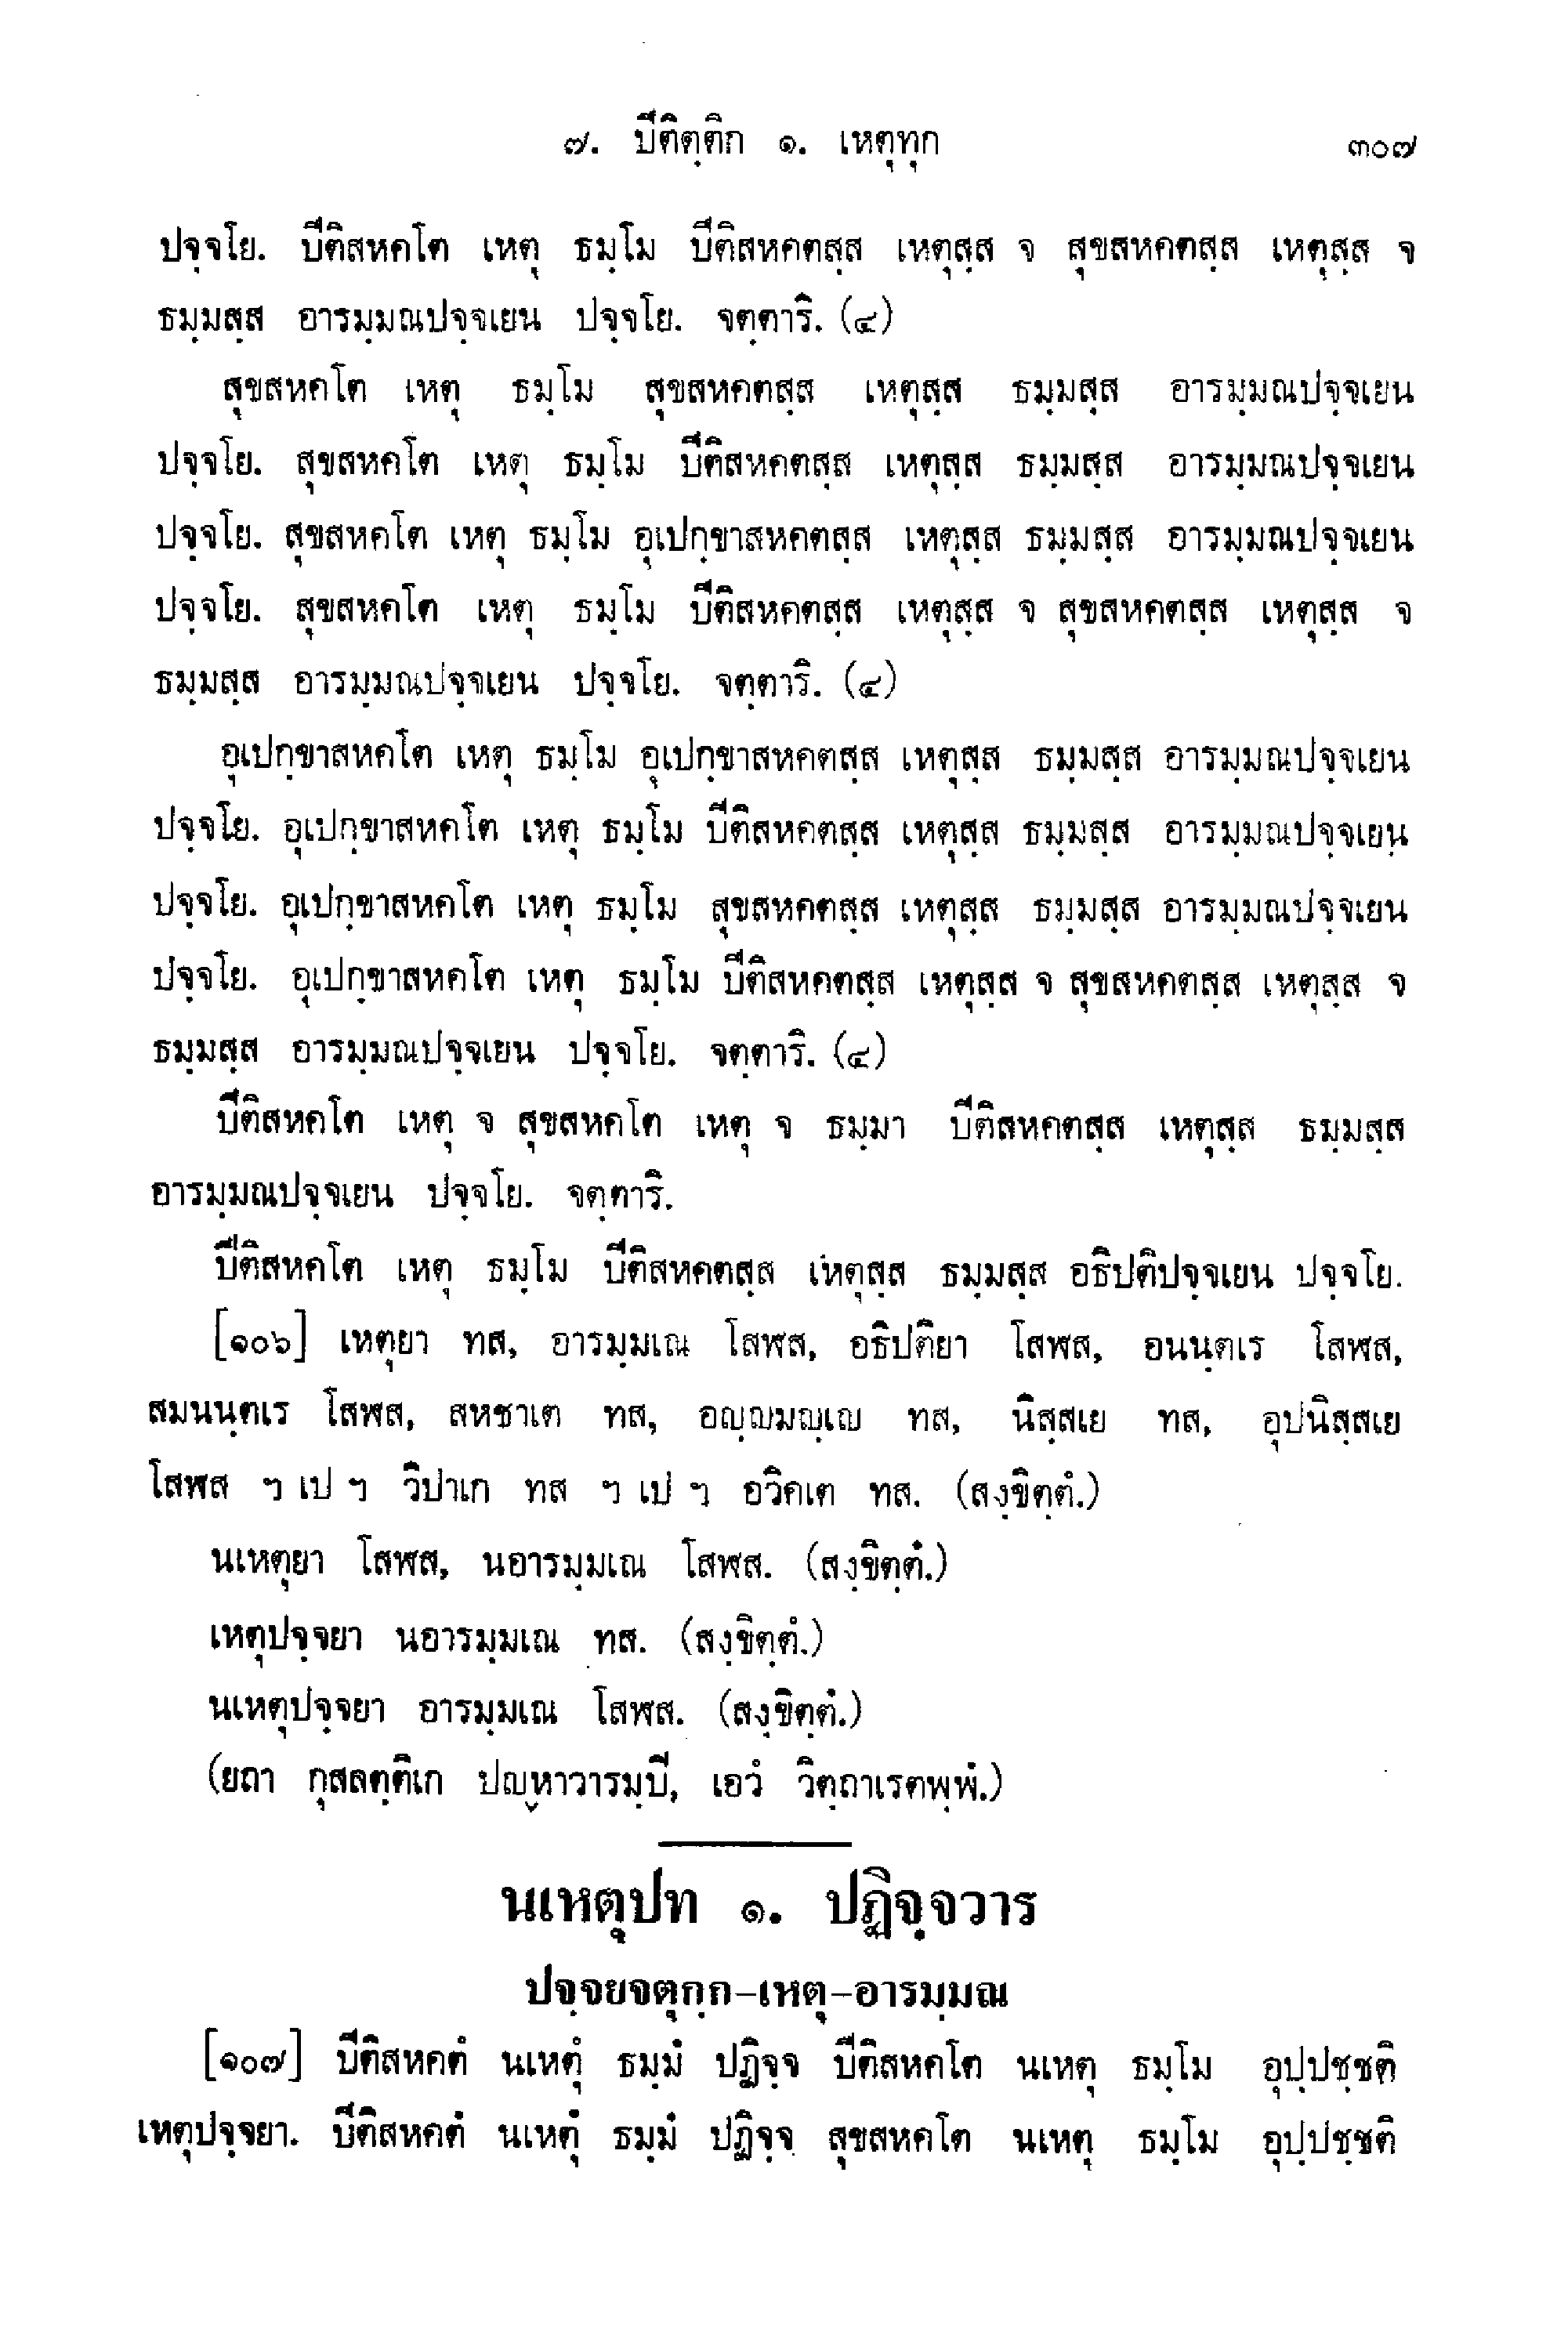 ๗. ปีติตฺติก ๑. เหตุทุก ๓๐๗
ปจฺจโย. ปีติสหคโต เหตุ ธมฺโม ปีติสหคตสฺส เหตุสฺส จ สุขสหคตสฺส เหตุสฺส จ
ธมฺมสฺส อารมฺมณปจฺจเยน ปจฺจโย. จตฺตาริ. (๔)
สุขสหคโต เหตุ ธมฺโม สุขสหคตสฺส เหตุสฺส ธมฺมสฺส อารมฺมณปจฺจเยน
ปจฺจโย. สุขสหคโต เหตุ ธมฺโม ปีติสหคตสฺส เหตุสฺส ธมฺมสฺส อารมฺมณปจฺจเยน
ปจฺจโย. สุขสหคโต เหตุ ธมฺโม อุเปกฺขาสหคตสฺส เหตุสฺส ธมฺมสฺส อารมฺมณปจฺจเยน
ปจฺจโย. สุขสหคโต เหตุ ธมฺโม ปีติสหคตสฺส เหตุสฺส จ สุขสหคตสฺส เหตุสฺส จ
ธมฺมสฺส อารมฺมณปจฺจเยน ปจฺจโย. จตฺตาริ. (๔)
อุเปกฺขาสหคโต เหตุ ธมฺโม อุเปกฺขาสหคตสฺส เหตุสฺส ธมฺมสฺส อารมฺมณปจฺจเยน
ปจฺจโย. อุเปกฺขาสหคโต เหตุ ธมฺโม ปีติสหคตสฺส เหตุสฺส ธมฺมสฺส อารมฺมณปจฺจเยน
ปจฺจโย. อุเปกฺขาสหคโต เหตุ ธมฺโม สุขสหคตสฺส เหตุสฺส ธมฺมสฺส อารมฺมณปจฺจเยน
ปจฺจโย. อุเปกฺขาสหคโต เหตุ ธมฺโม ปีติสหคตสฺส เหตุสฺส จ สุขสหคตสฺส เหตุสฺส จ
ธมฺมสฺส อารมฺมณปจฺจเยน ปจฺจโย. จตฺตาริ. (๔)
ปีติสหคโต เหตุ จ สุขสหคโต เหตุ จ ธมฺมา ปีติสหคตสฺส เหตุสฺส ธมฺมสฺส
อารมฺมณปจฺจเยน ปจฺจโย. จตฺตาริ.
ปีติสหคโต เหตุ ธมฺโม ปีติสหคตสฺส เหตุสฺส ธมฺมสฺส อธิปติปจฺจเยน ปจฺจโย.
[๑๐๖] เหตุยา ทส, อารมฺมเณ โสฬส, อธิปติยา โสฬส, อนนฺตเร โสฬส,
สมนนฺตเร โสฬส, สหชาเต ทส, อญฺญมญฺเญ ทส, นิสฺสเย ทส, อุปนิสฺสเย
โสฬส ฯ เป ฯ วิปาเก ทส ฯ เป ฯ อวิคเต ทส. (สงฺขิตฺตํ.)
นเหตุยา โสฬส, นอารมฺมเณ โสฬส. (สงฺขิตฺตํ.)
เหตุปจฺจยา นอารมฺมเณ ทส. (สงฺขิตฺตํ.)
นเหตุปจฺจยา อารมฺมเณ โสฬส. (สงฺขิตฺตํ.)
(ยถา กุสลตฺติเก ปญฺหาวารมฺปี, เอวํ วิตฺถาเรตพฺพํ.)
นเหตุปท ๑. ปฏิจฺจวาร
ปจฺจยจตุกฺก-เหตุ-อารมฺมณ
[๑๐๗] ปีติสหคตํ นเหตุํ ธมฺมํ ปฏิจฺจ ปีติสหคโต นเหตุ ธมฺโม อุปฺปชฺชติ
เหตุปจฺจยา. ปีติสหคตํ นเหตุํ ธมฺมํ ปฏิจฺจ สุขสหคโต นเหตุ ธมฺโม อุปฺปชฺชติ